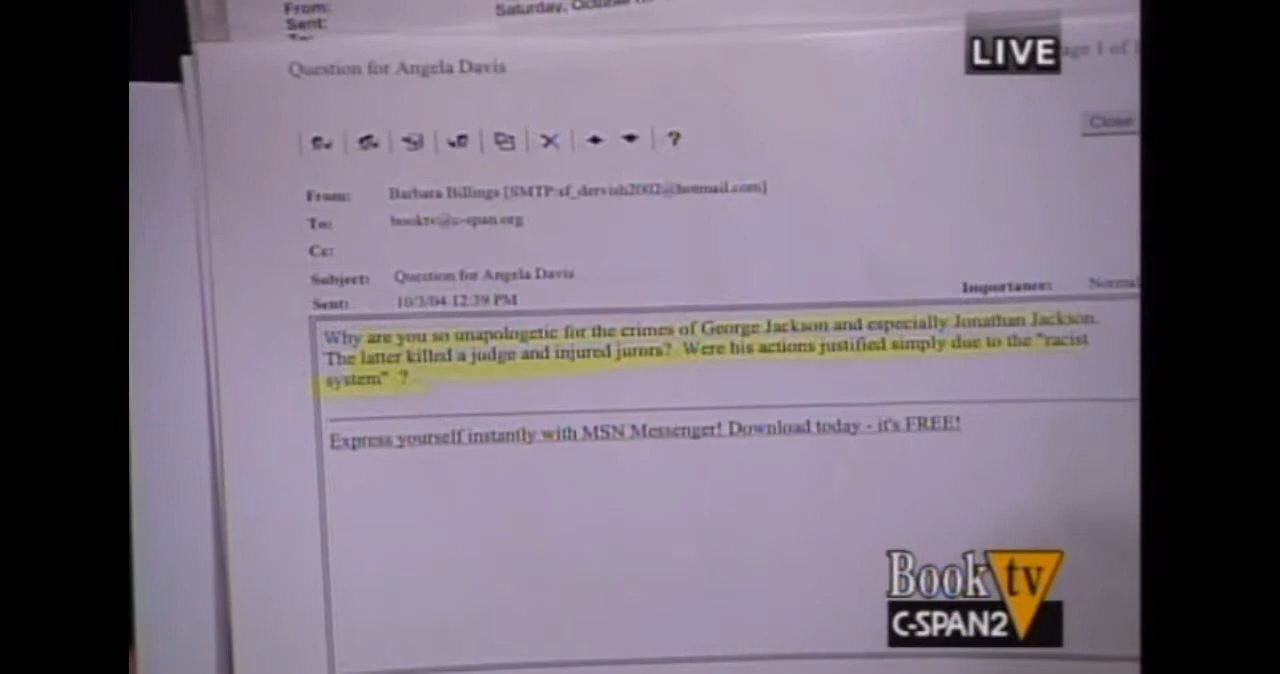 From:
Sent:
Saturday,
LIVE
Page 1 of
Question for Angela Davis
Close
?
From: Barbara Billings [SMTP:sf_dervish2002@hotmail.com]
To: booktv@c-span.org
Cc:
Subject: Question for Angela Davis
Sent: 10/3/04 12:39 PM
Importance: Normal
Why are you so unapologetic for the crimes of George Jackson and especially Jonathan Jackson.
The latter killed a judge and injured jurors? Were his actions justified simply due to the "racist
system" ?
Express yourself instantly with MSN Messenger! Download today - it's FREE!
Book tv
C-SPAN2